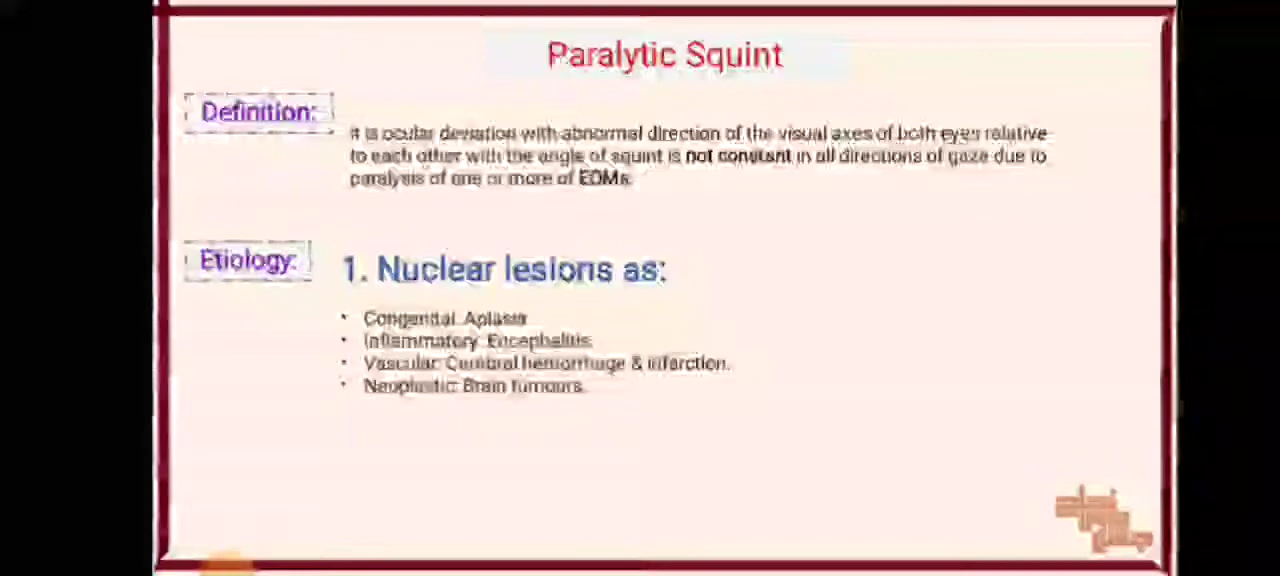 Paralytic Squint
Definition:
It is ocular deviation with abnormal direction of the visual axes of both eyes relative
to each other with the angle of squint is not constant in all directions of gaze due to
paralysis of one or more of EOMs.
Etiology:
1. Nuclear lesions as:
• Congenital: Aplasia
• Inflammatory: Encephalitis.
• Vascular: Cerebral hemorrhage & infarction.
• Neoplastic: Brain tumours.